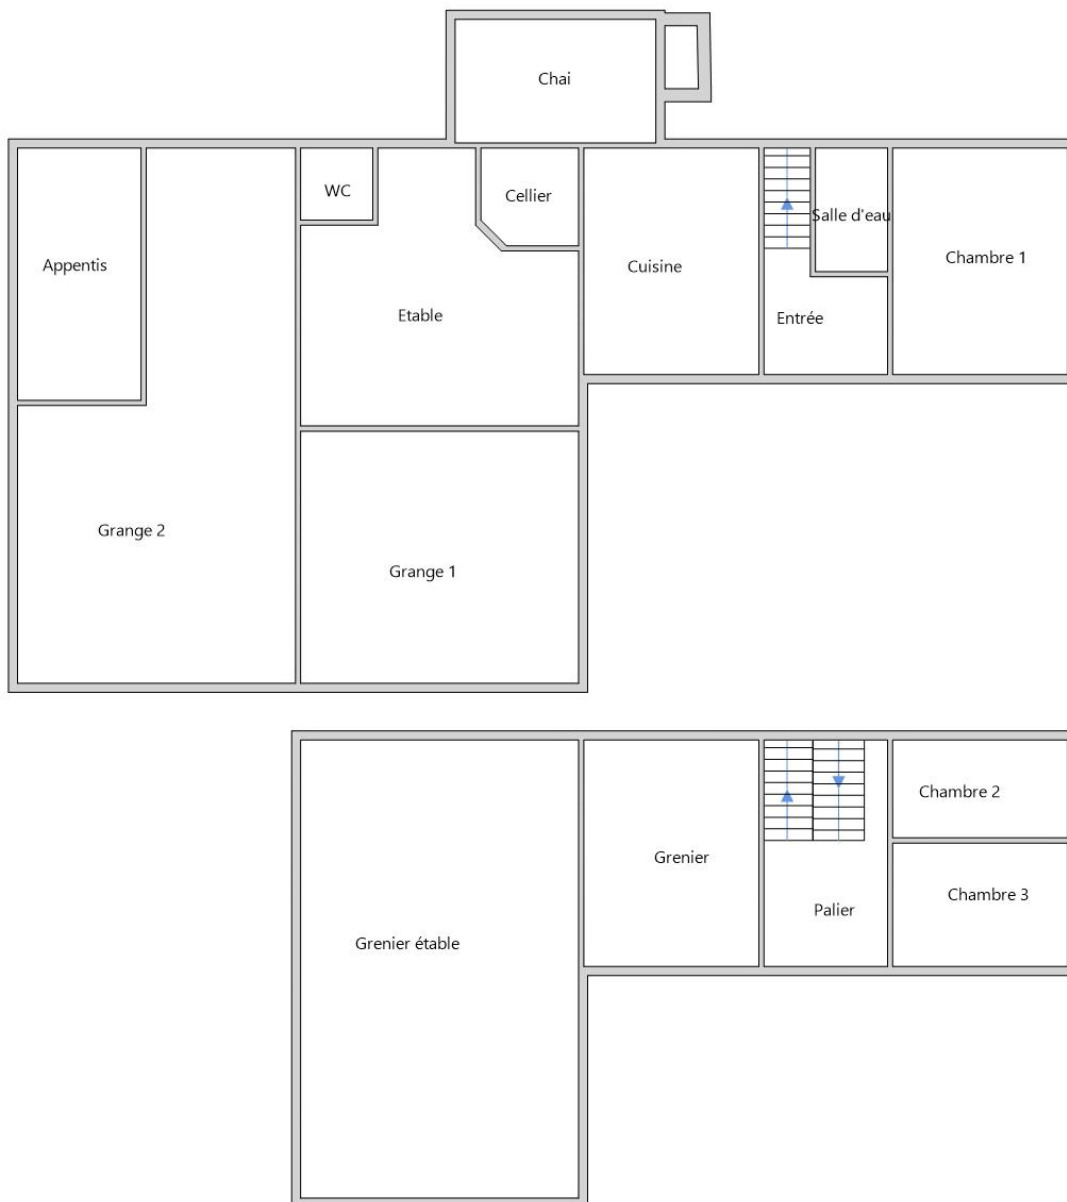 Chai
WC
Cellier
Salle d'eau
Appentis
Cuisine
Chambre 1
Etable
Entrée
Grange 2
Grange 1
Chambre 2
Grenier
Chambre 3
Palier
Grenier étable